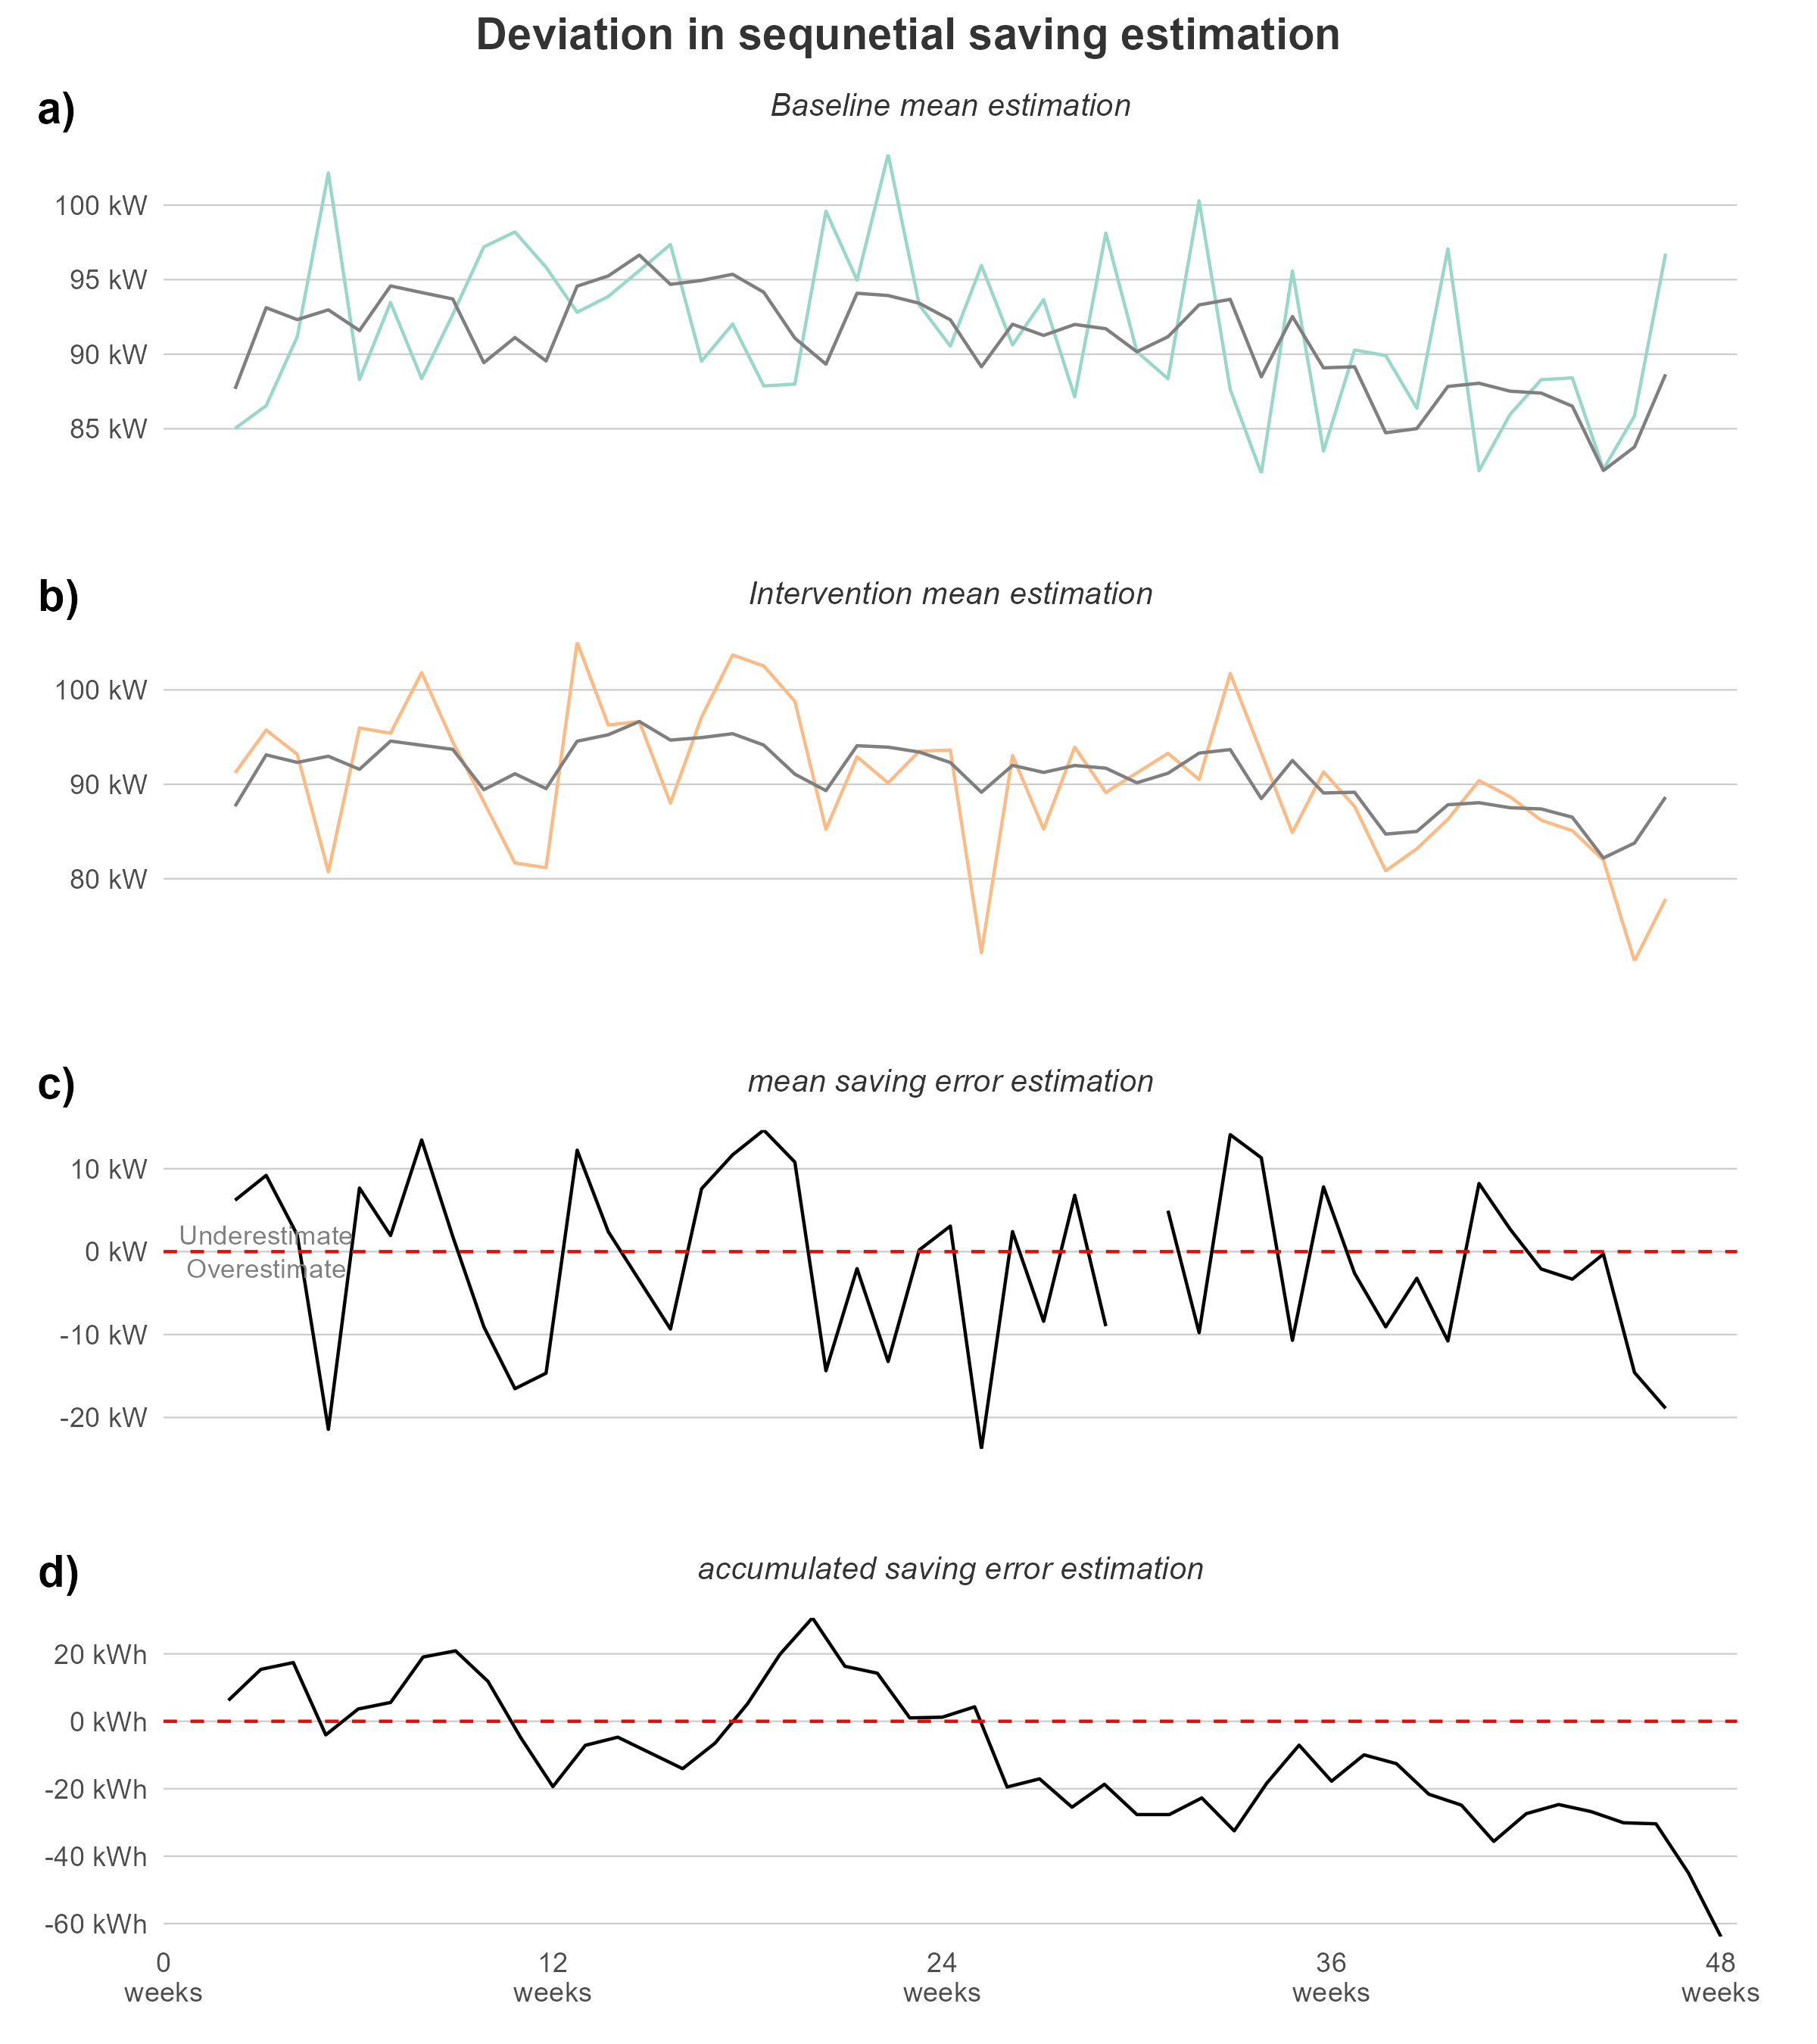 Deviation in sequnetial saving estimation
a)
Baseline mean estimation
100 kW
95 kW
90 kW
85 kW
b)
Intervention mean estimation
100 kW
90 kW
80 kW
c)
mean saving error estimation
10 kW
Underestimate
0 kW
Overestimate
-10 kW
-20 kW
d)
accumulated saving error estimation
20 kWh
0 kWh
-20 kWh
-40 kWh
-60 kWh
0 12 24 36 48
weeks weeks weeks weeks weeks